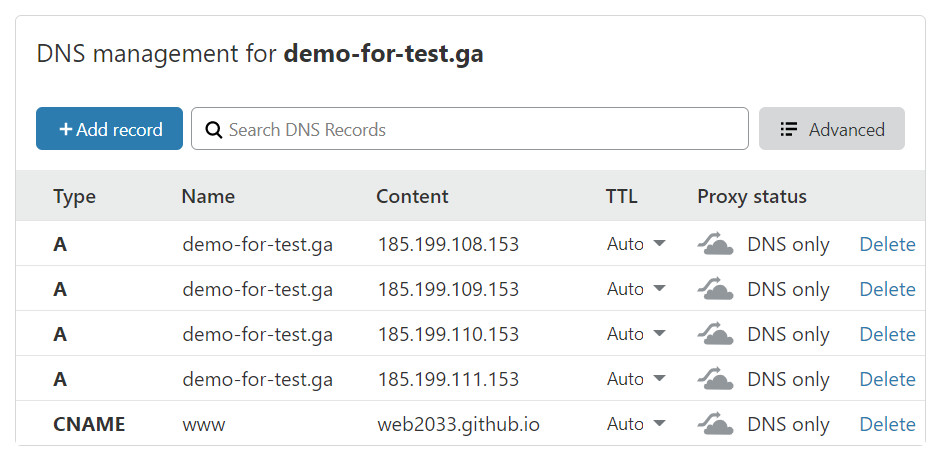 DNS management for demo-for-test.ga
+ Add record Search DNS Records Advanced
Type Name Content TTL Proxy status
A demo-for-test.ga 185.199.108.153 Auto DNS only Delete
A demo-for-test.ga 185.199.109.153 Auto DNS only Delete
A demo-for-test.ga 185.199.110.153 Auto DNS only Delete
A demo-for-test.ga 185.199.111.153 Auto DNS only Delete
CNAME www web2033.github.io Auto DNS only Delete